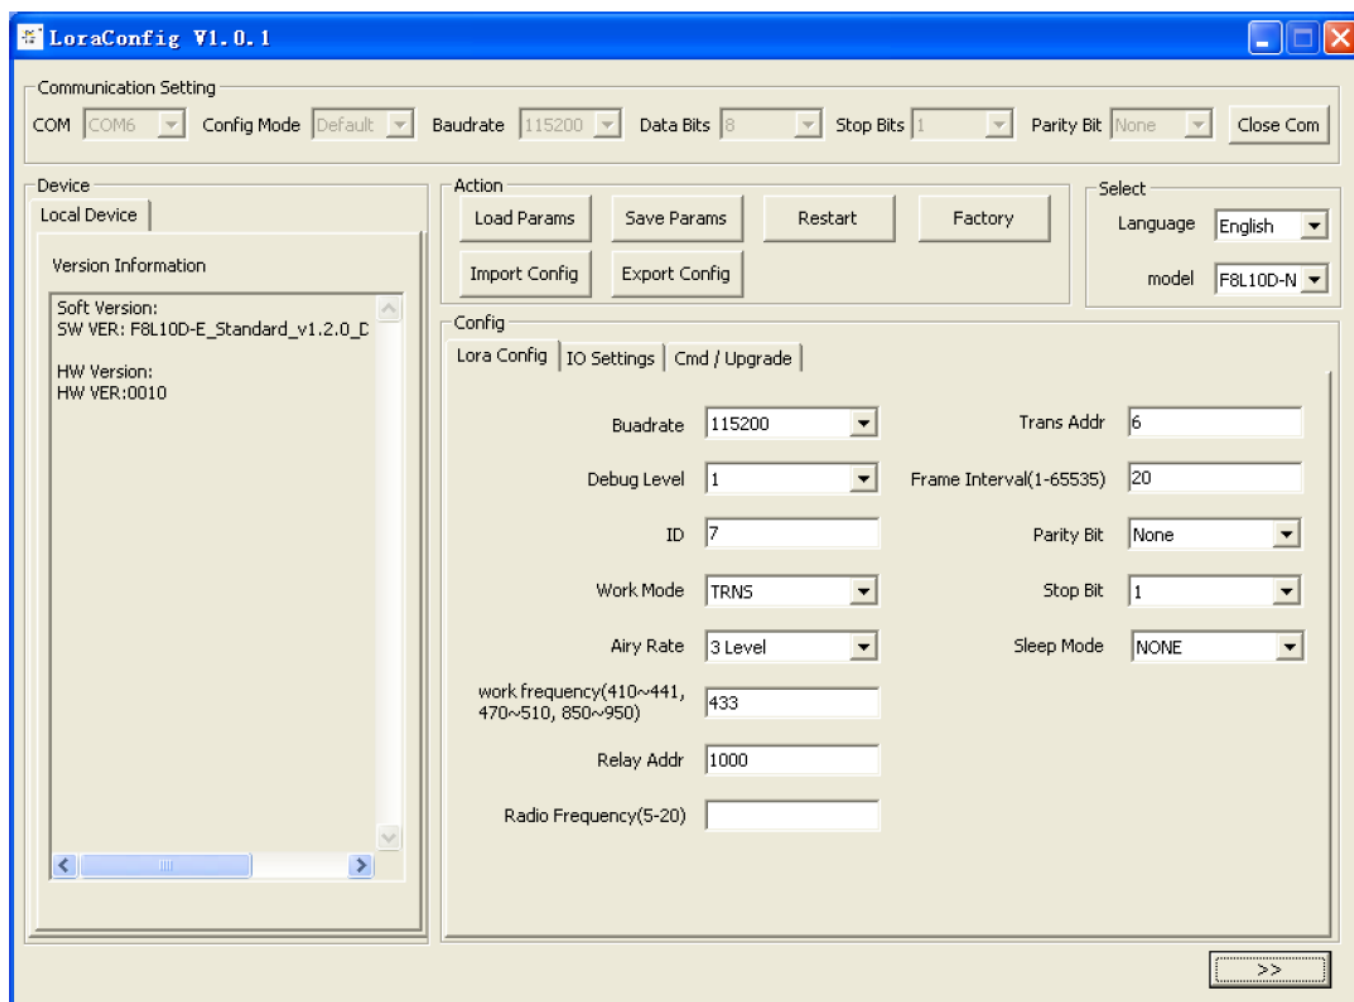 LoraConfig V1.0.1
Communication Setting
COM COM6 Config Mode Default Baudrate 115200 Data Bits 8 Stop Bits 1 Parity Bit None Close Com
Device
Local Device
Version Information
Soft Version:
SW VER: F8L10D-E_Standard_v1.2.0_D
HW Version:
HW VER:0010
Action
Load Params Save Params Restart Factory
Import Config Export Config
Select
Language English
model F8L10D-N
Config
Lora Config IO Settings Cmd / Upgrade
Buadrate 115200 Trans Addr 6
Debug Level 1 Frame Interval(1-65535) 20
ID 7 Parity Bit None
Work Mode TRNS Stop Bit 1
Airy Rate 3 Level Sleep Mode NONE
work frequency(410~441,
470~510, 850~950) 433
Relay Addr 1000
Radio Frequency(5-20)
>>